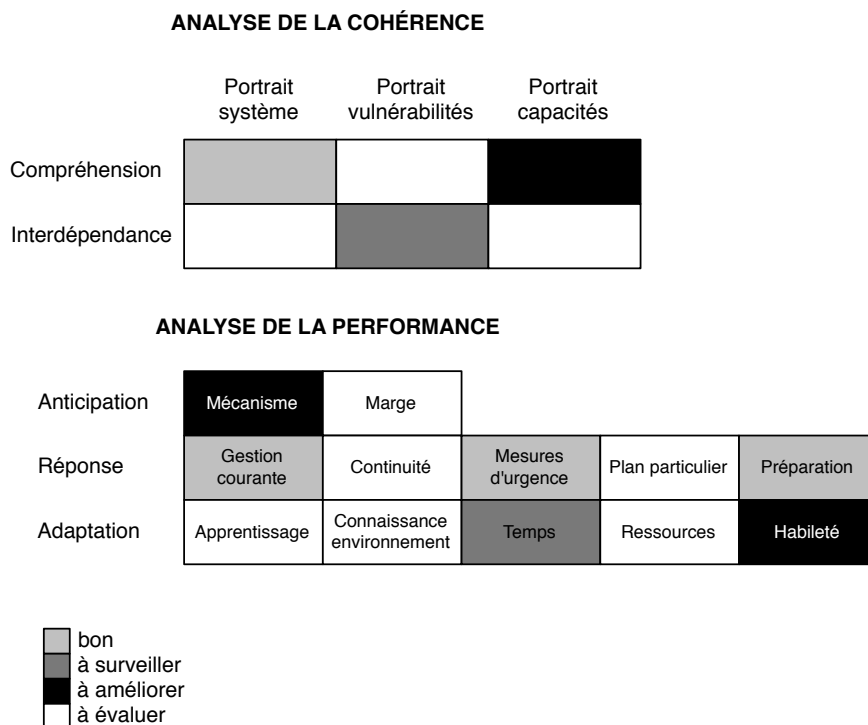 ANALYSE DE LA COHÉRENCE
Portrait système
Portrait vulnérabilités
Portrait capacités
Compréhension
Interdépendance
ANALYSE DE LA PERFORMANCE
Anticipation
Mécanisme
Marge
Réponse
Gestion courante
Continuité
Mesures d'urgence
Plan particulier
Préparation
Adaptation
Apprentissage
Connaissance environnement
Temps
Ressources
Habileté
bon
à surveiller
à améliorer
à évaluer